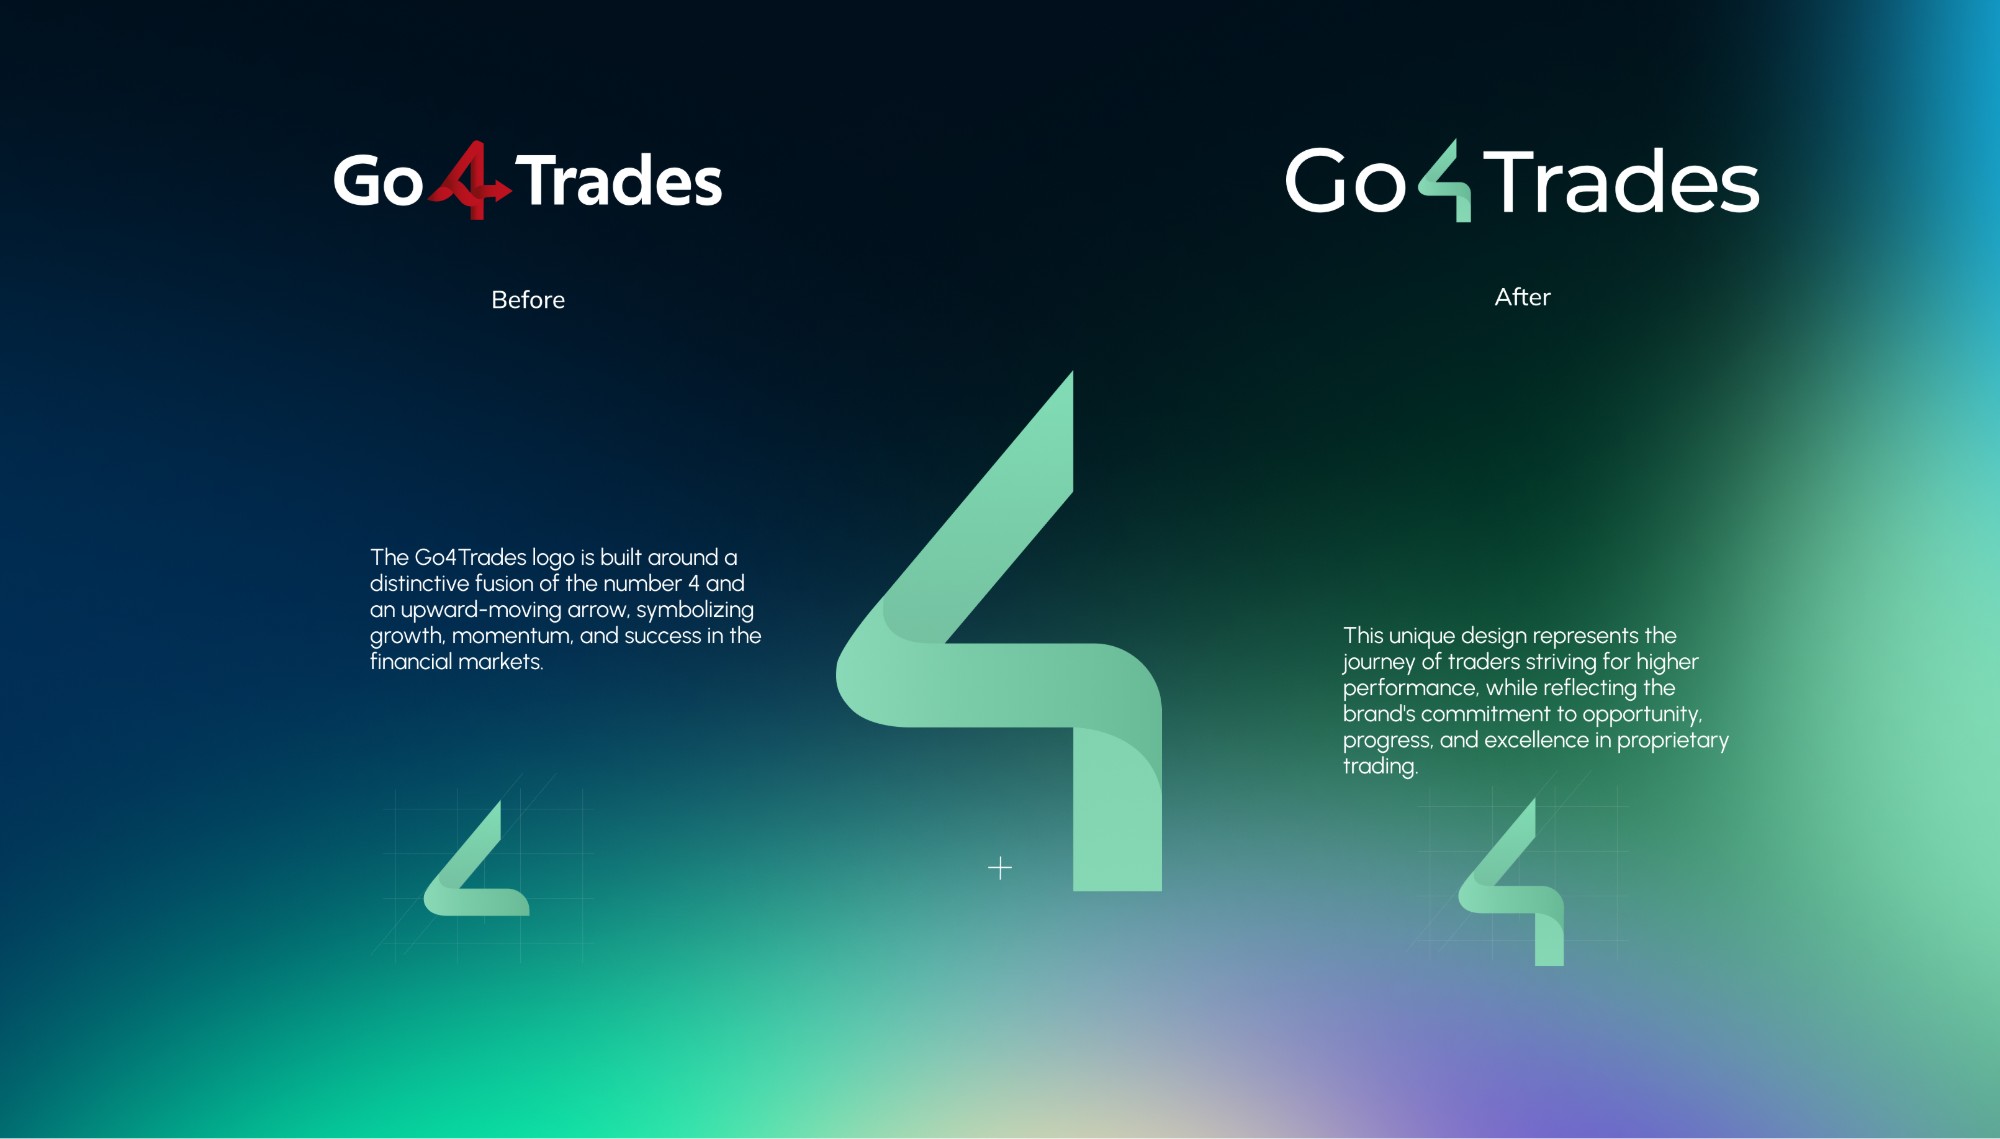 Go4Trades
Go4Trades
Before
After
The Go4Trades logo is built around a
distinctive fusion of the number 4 and
an upward-moving arrow, symbolizing
growth, momentum, and success in the
financial markets.
This unique design represents the
journey of traders striving for higher
performance, while reflecting the
brand's commitment to opportunity,
progress, and excellence in proprietary
trading.